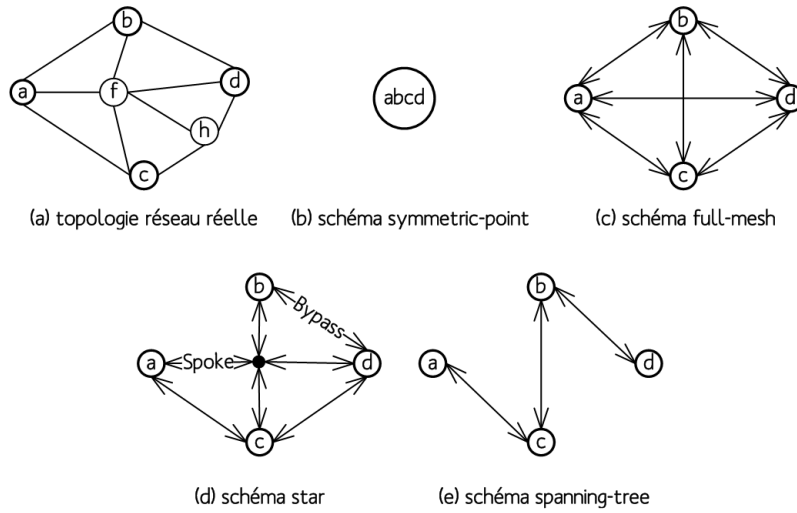 b
a
f
d
h
c
(a) topologie réseau réelle
abcd
(b) schéma symmetric-point
b
a
d
c
(c) schéma full-mesh
b
Bypass
a
Spoke
d
c
(d) schéma star
b
a
d
c
(e) schéma spanning-tree